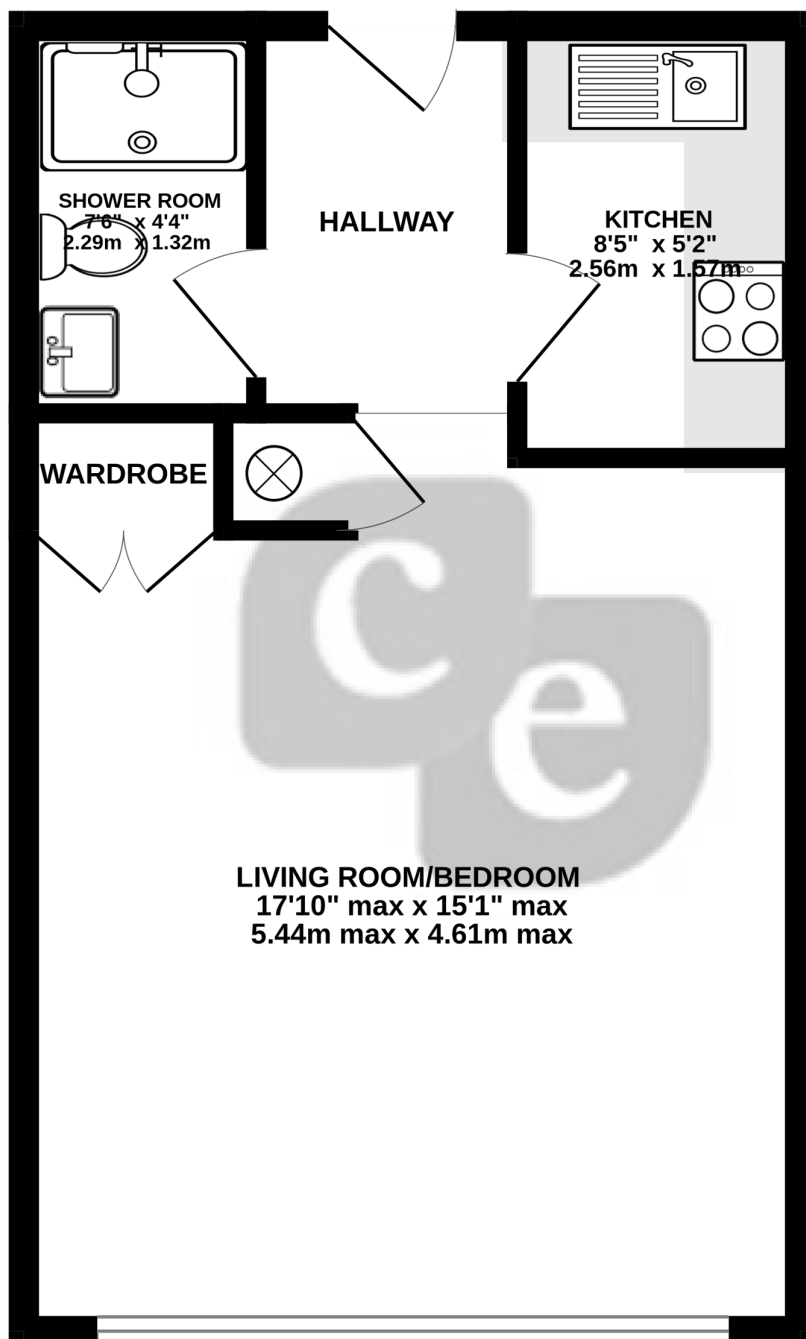 SHOWER ROOM
7'6" x 4'4"
2.29m x 1.32m
HALLWAY
KITCHEN
8'5" x 5'2"
2.56m x 1.57m
WARDROBE
c
e
LIVING ROOM/BEDROOM
17'10" max x 15'1" max
5.44m max x 4.61m max